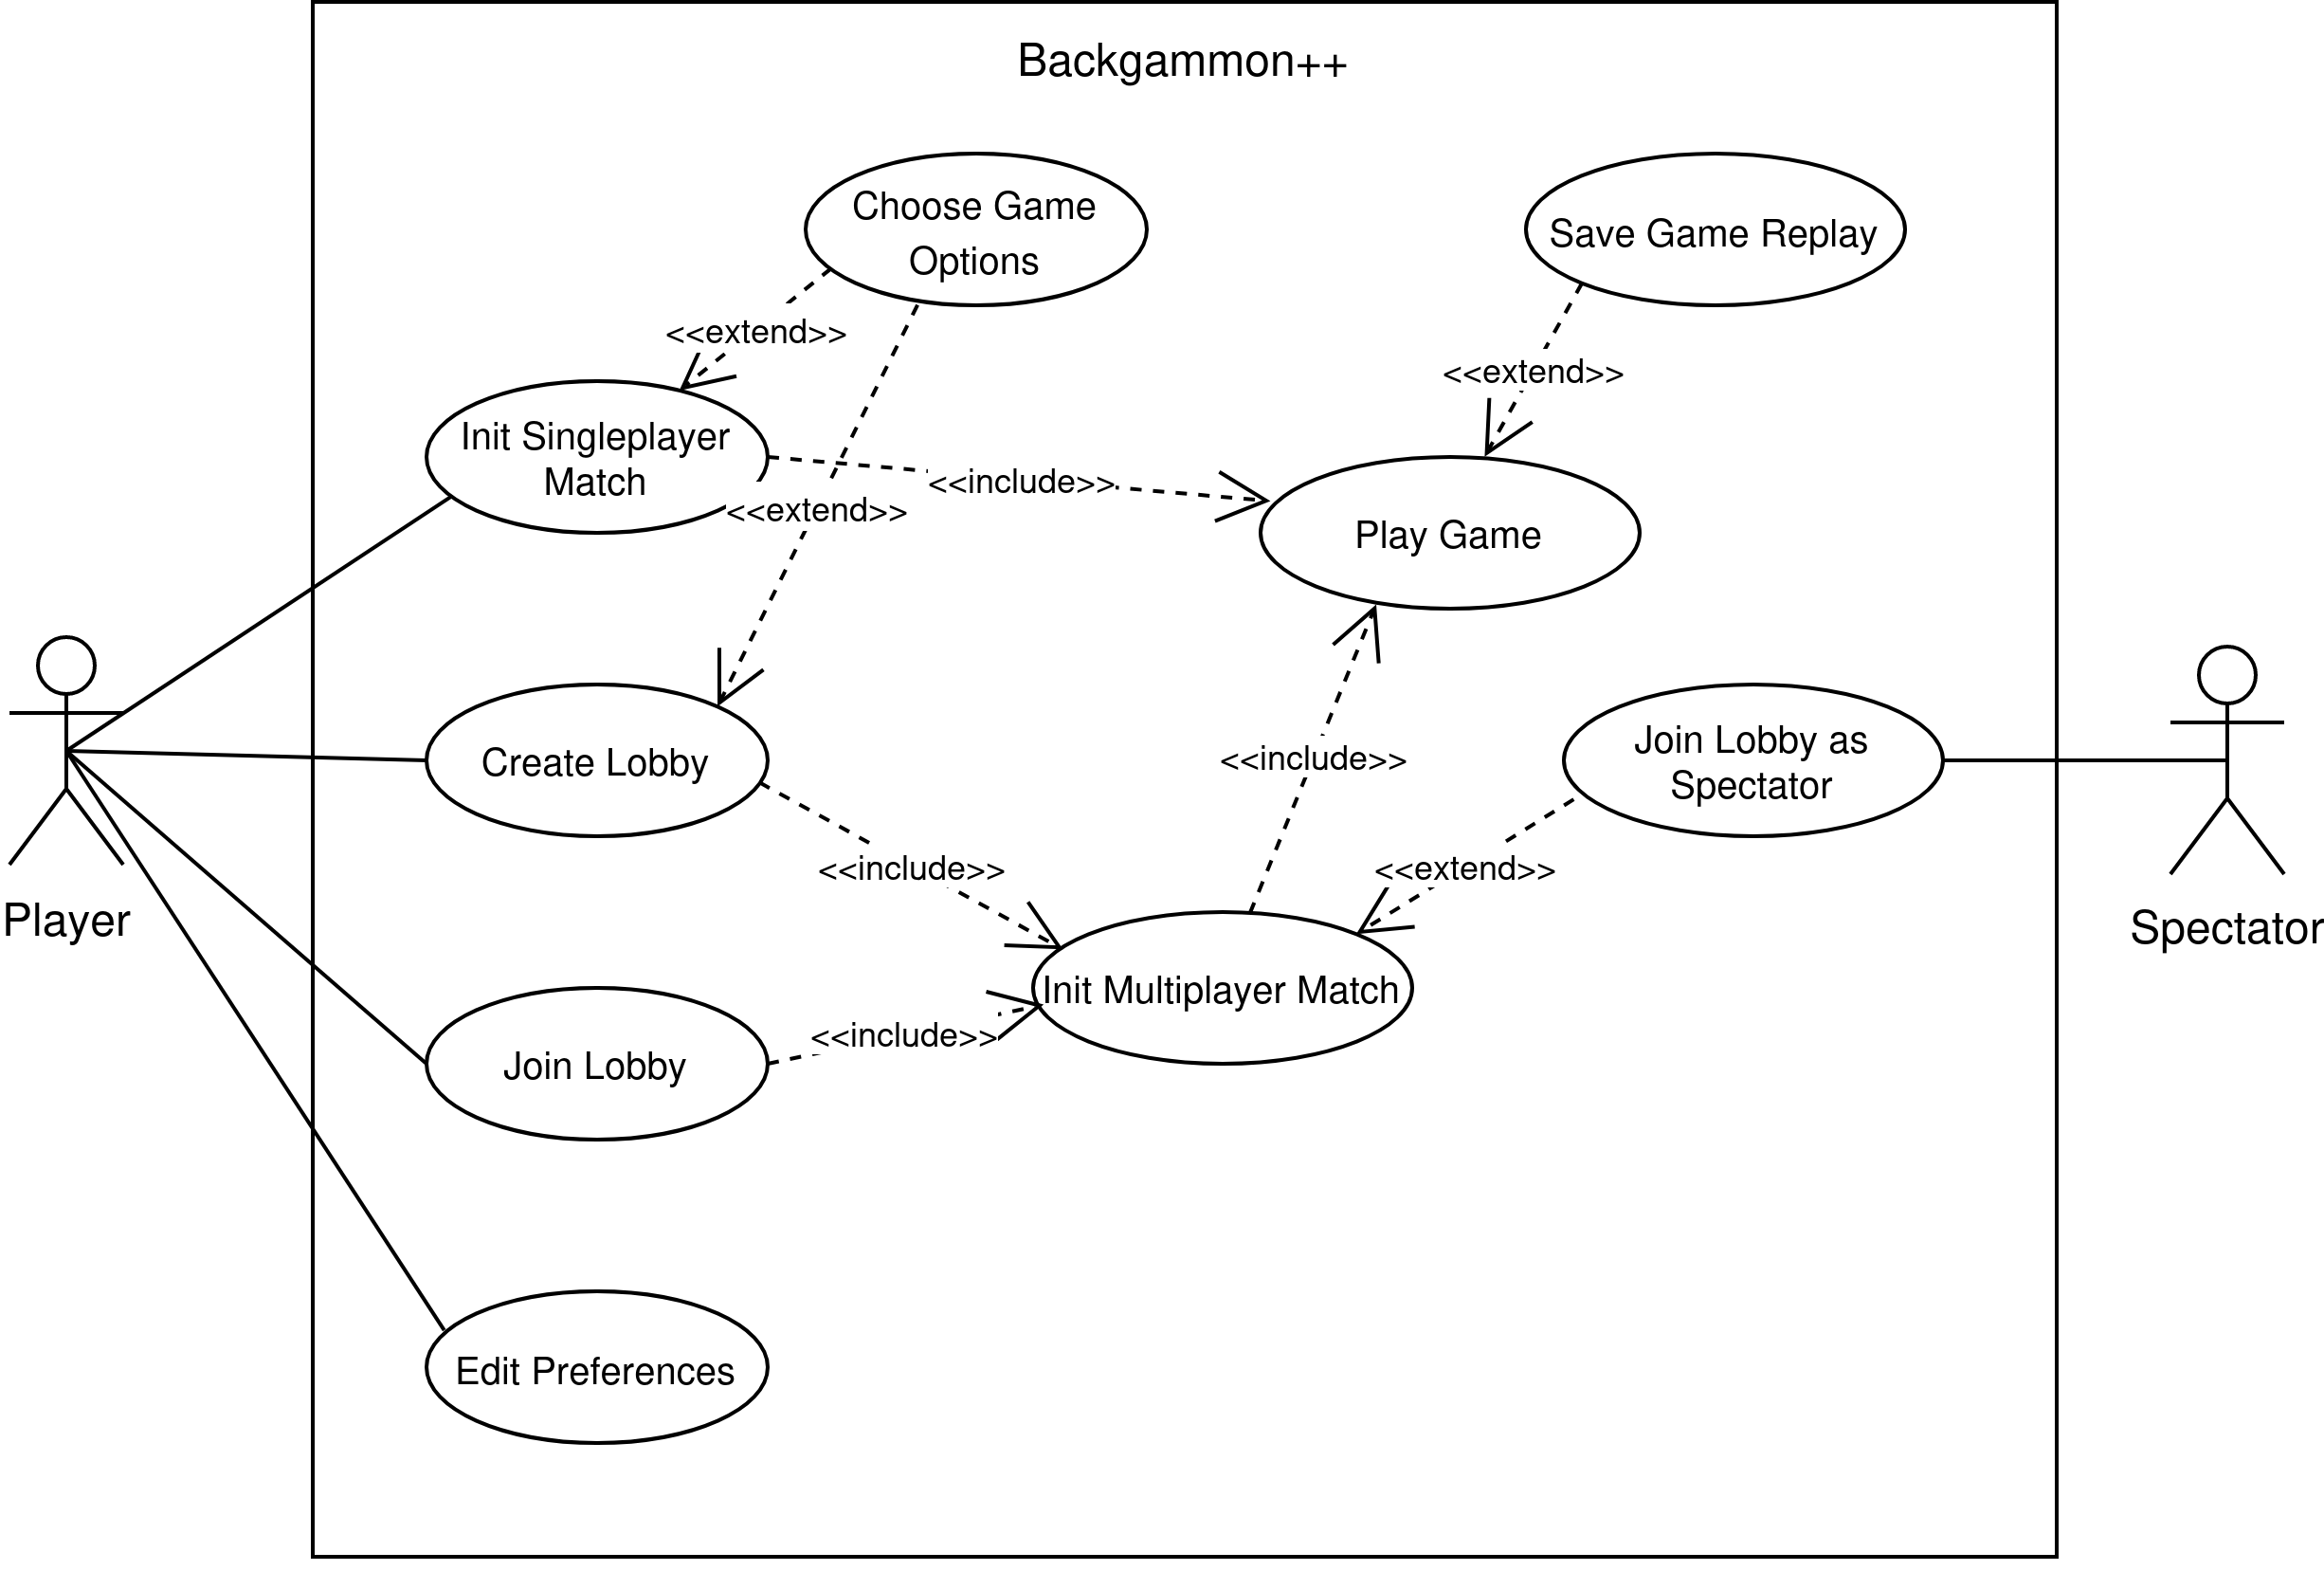 Backgammon++
Choose Game
Options
Save Game Replay
<<extend>>
<<extend>>
Init Singleplayer
Match
<<include>>
<<extend>>
Play Game
Create Lobby
<<include>>
Join Lobby as
Spectator
<<include>>
<<extend>>
Player
Spectator
Init Multiplayer Match
<<include>>
Join Lobby
Edit Preferences